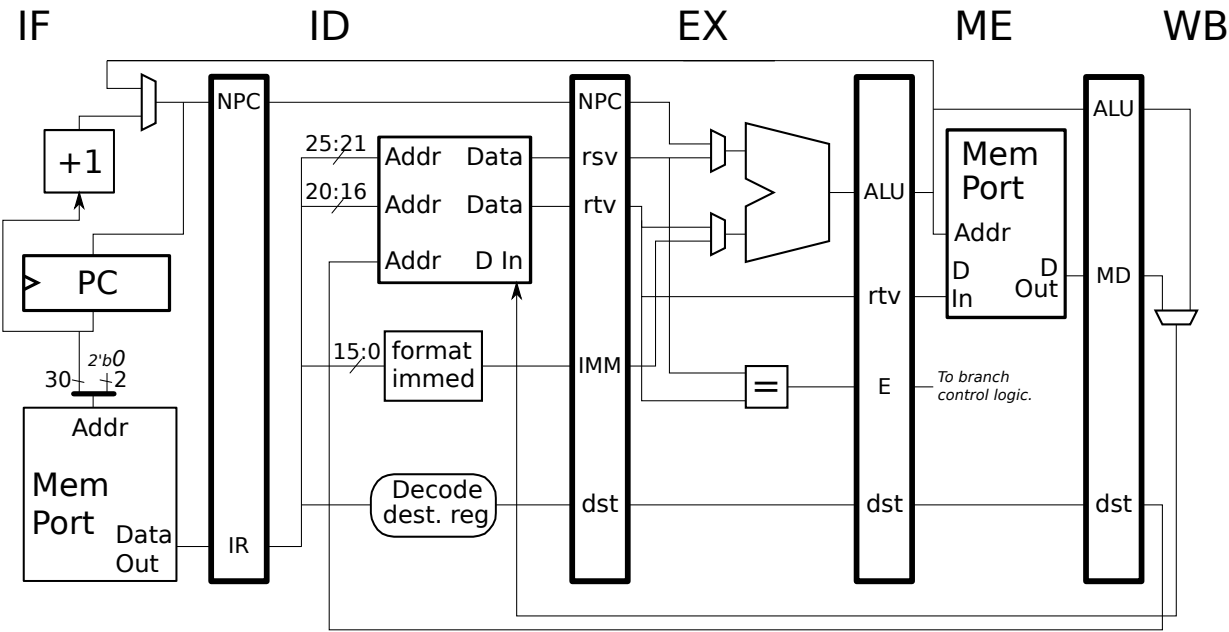 IF ID EX ME WB
NPC NPC ALU
+1
25:21 Addr Data rsv
20:16 Addr Data rtv
Addr D In
ALU
Mem
Port
Addr
D
In
D
Out
MD
PC
rtv
2'b0
30 2
15:0 format
immed
IMM
=
E
To branch
control logic.
Addr
Mem
Port
Data
Out
IR
Decode
dest. reg
dst dst dst